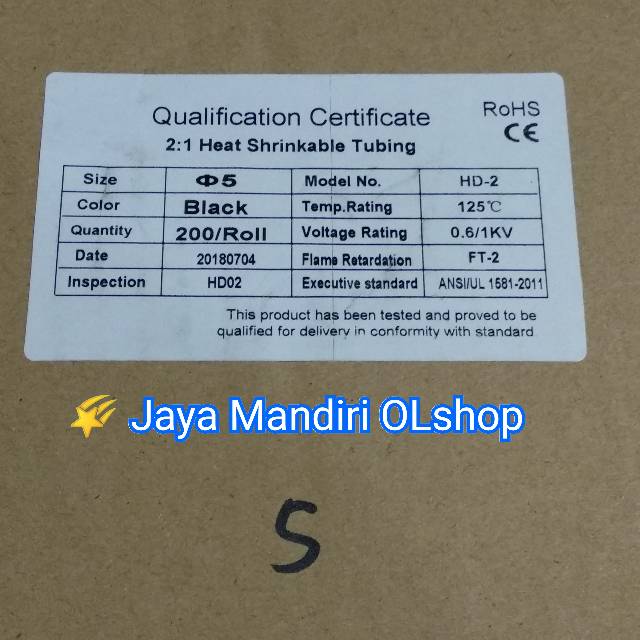 Qualification Certificate
RoHS
CE
2:1 Heat Shrinkable Tubing
Size Φ5 Model No. HD-2
Color Black Temp.Rating 125℃
Quantity 200/Roll Voltage Rating 0.6/1KV
Date 20180704 Flame Retardation FT-2
Inspection HD02 Executive standard ANSI/UL 1581-2011
This product has been tested and proved to be
qualified for delivery in conformity with standard
Jaya Mandiri OLshop
5